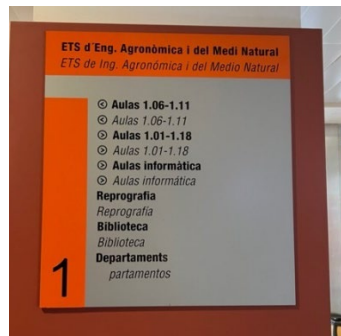 ETS d'Eng. Agronòmica i del Medi Natural
ETS de Ing. Agronómica i del Medio Natural
Aulas 1.06-1.11
Aulas 1.06-1.11
Aulas 1.01-1.18
Aulas 1.01-1.18
Aulas informàtica
Aulas informática
Reprografia
Reprografía
Biblioteca
Biblioteca
Departaments
partamentos
1